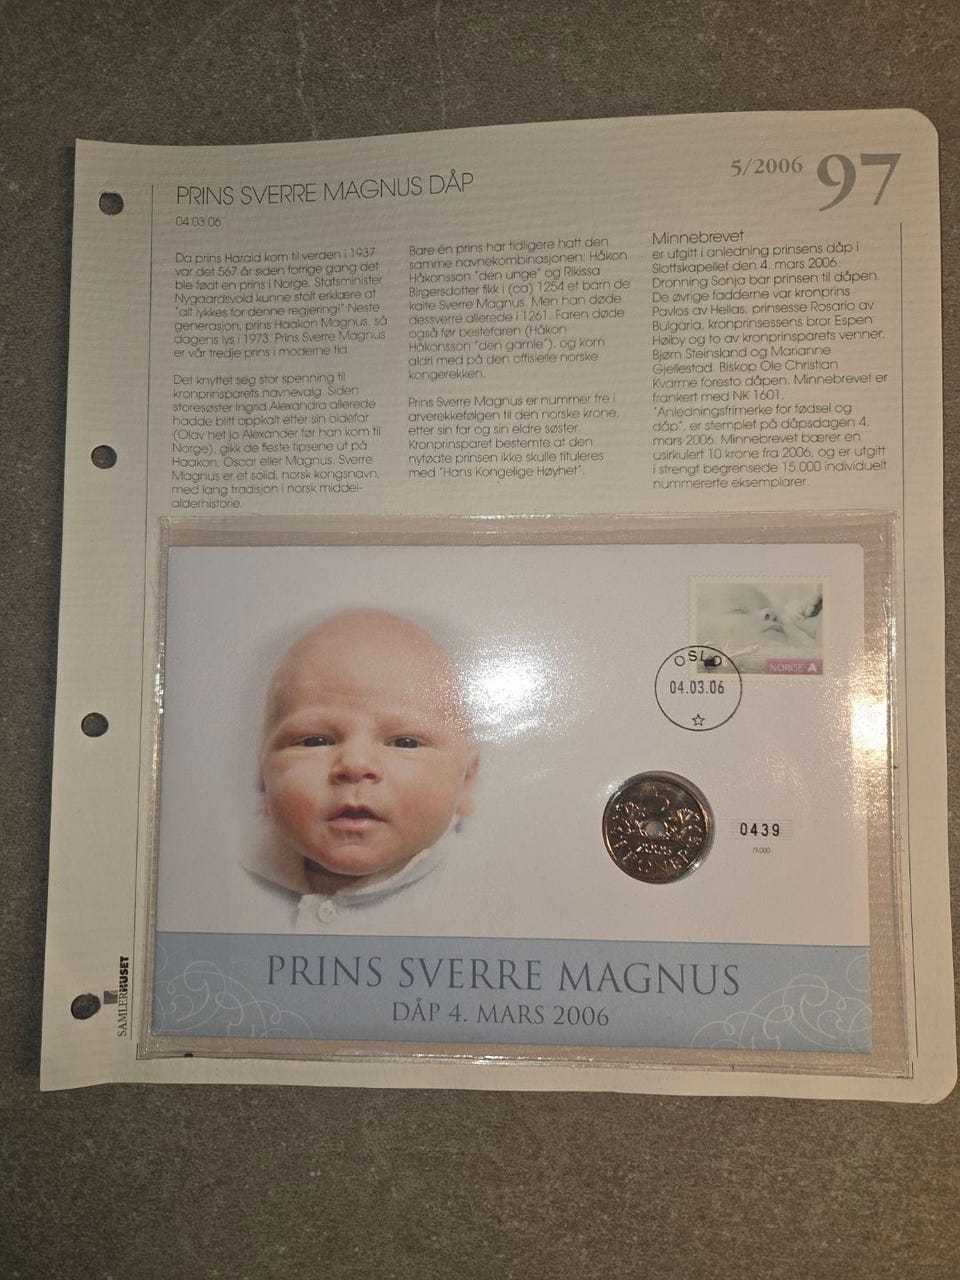 PRINS SVERRE MAGNUS DÅP
04.03.06
5/2006 97
Da prins Harald kom til verden i 1937
var det 567 år siden forrige gang det
ble født en prins i Norge. Statsminister
Nygaardsvold kunne stolt erklære at
"alt lykkes for denne regjering!" Neste
generasjon, prins Haakon Magnus, så
dagens lys i 1973. Prins Sverre Magnus
er vår tredje prins i moderne tid.
Det knyttet seg stor spenning til
kronprinsparets navnevalg. Siden
storesøster Ingrid Alexandra allerede
hadde blitt oppkalt etter sin oldefar
(Olav het jo Alexander før han kom til
Norge), gikk de fleste tipsene ut på
Haakon, Oscar eller Magnus. Sverre
Magnus er et solid, norsk kongsnavn,
med lang tradisjon i norsk middel-
alderhistorie.
Bare én prins har tidligere hatt den
samme navnekombinasjonen: Håkon
Håkonsson "den unge" og Rikissa
Birgersdotter fikk i (ca) 1254 et barn de
kalte Sverre Magnus. Men han døde
dessverre allerede i 1261. Faren døde
også før bestefaren (Håkon
Håkonsson "den gamle"), og kom
aldri med på den offisielle norske
kongerekken.
Prins Sverre Magnus er nummer tre i
arverekkefølgen til den norske krone,
etter sin far og sin eldre søster.
Kronprinsparet bestemte at den
nyfødte prinsen ikke skulle tituleres
med "Hans Kongelige Høyhet".
Minnebrevet
er utgitt i anledning prinsens dåp i
Slottskapellet den 4. mars 2006.
Dronning Sonja bar prinsen til dåpen.
De øvrige fadderne var kronprins
Pavlos av Hellas, prinsesse Rosario av
Bulgaria, kronprinsessens bror Espen
Høiby og to av kronprinsparets venner,
Bjørn Steinsland og Marianne
Gjellestad. Biskop Ole Christian
Kvarme foresto dåpen. Minnebrevet er
frankert med NK 1601,
"Anledningsfrimerke for fødsel og
dåp", er stemplet på dåpsdagen 4.
mars 2006. Minnebrevet bærer en
usirkulert 10 krone fra 2006, og er utgitt
i strengt begrensede 15.000 individuelt
nummererte eksemplarer.
NORGE A
OSLO
04.03.06
KRONER
0439
/9.000
PRINS SVERRE MAGNUS
DÅP 4. MARS 2006
SAMLERHUSET